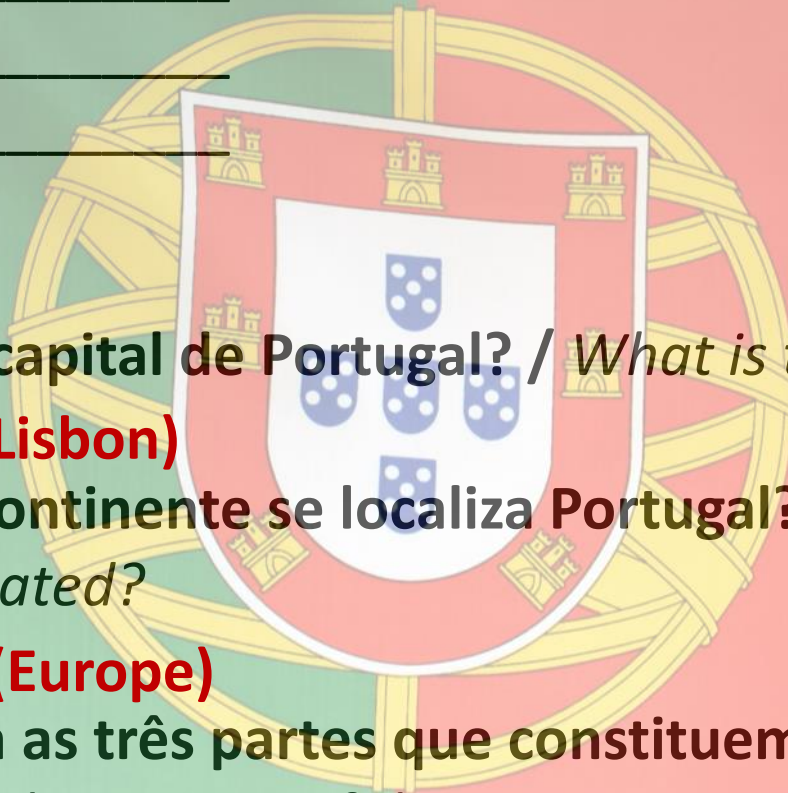 capital de Portugal? / What is
Lisbon)
ontinente se localiza Portugal?
ated?
(Europe)
as três partes que constituem